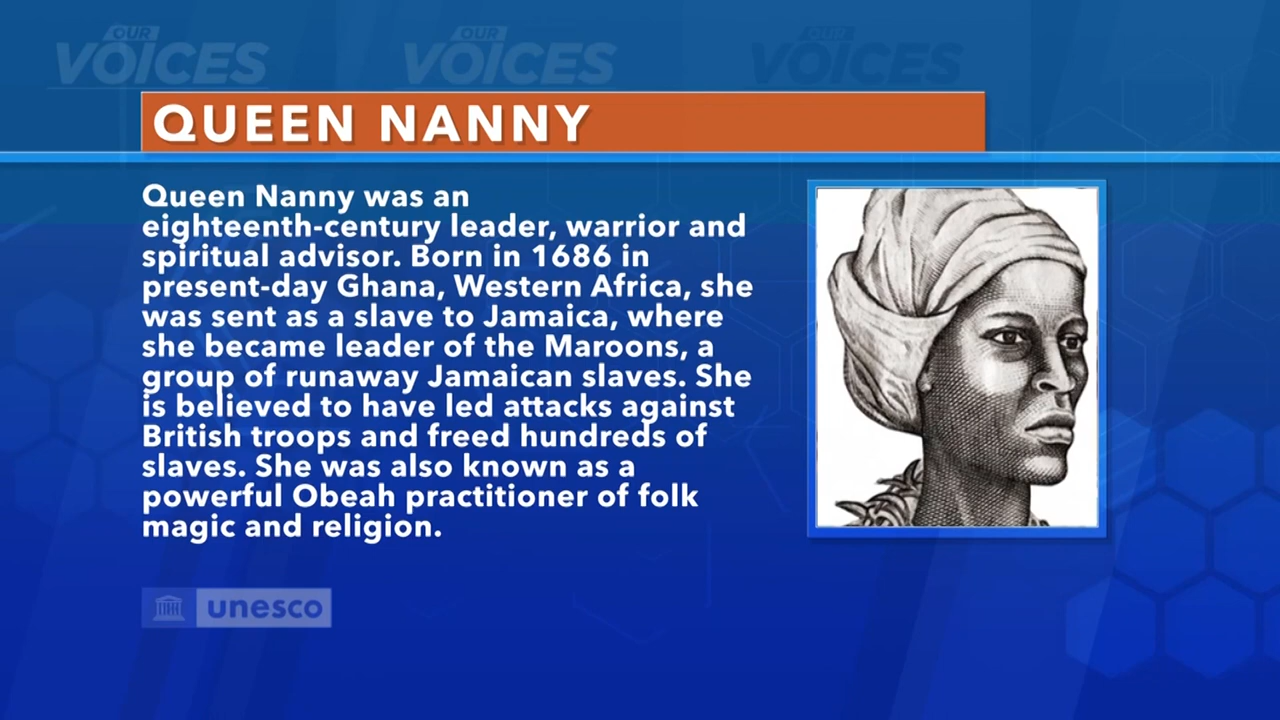 OUR
VOICES
OUR
VOICES
OUR
VOICES
QUEEN NANNY
Queen Nanny was an
eighteenth-century leader, warrior and
spiritual advisor. Born in 1686 in
present-day Ghana, Western Africa, she
was sent as a slave to Jamaica, where
she became leader of the Maroons, a
group of runaway Jamaican slaves. She
is believed to have led attacks against
British troops and freed hundreds of
slaves. She was also known as a
powerful Obeah practitioner of folk
magic and religion.
unesco